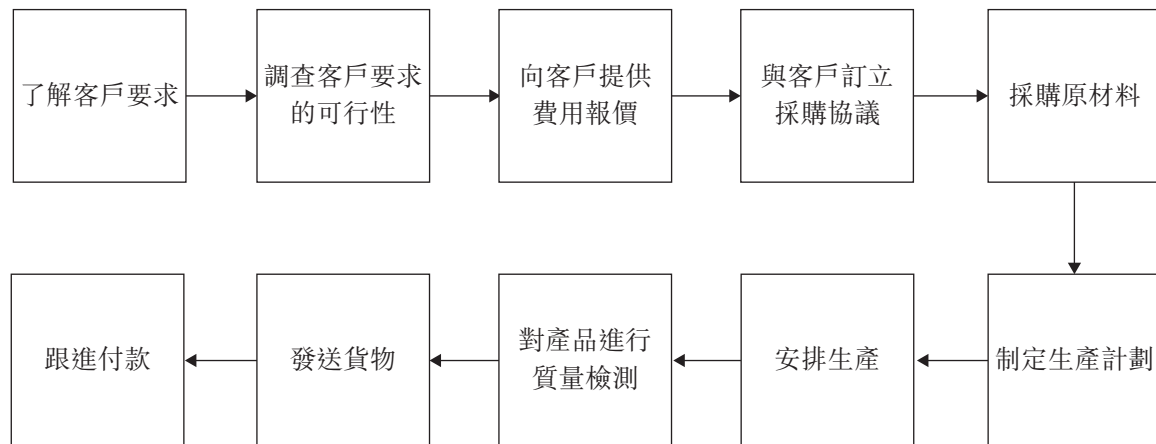 了解客戶要求
調查客戶要求
的可行性
向客戶提供
費用報價
與客戶訂立
採購協議
採購原材料
制定生產計劃
安排生產
對產品進行
質量檢測
發送貨物
跟進付款